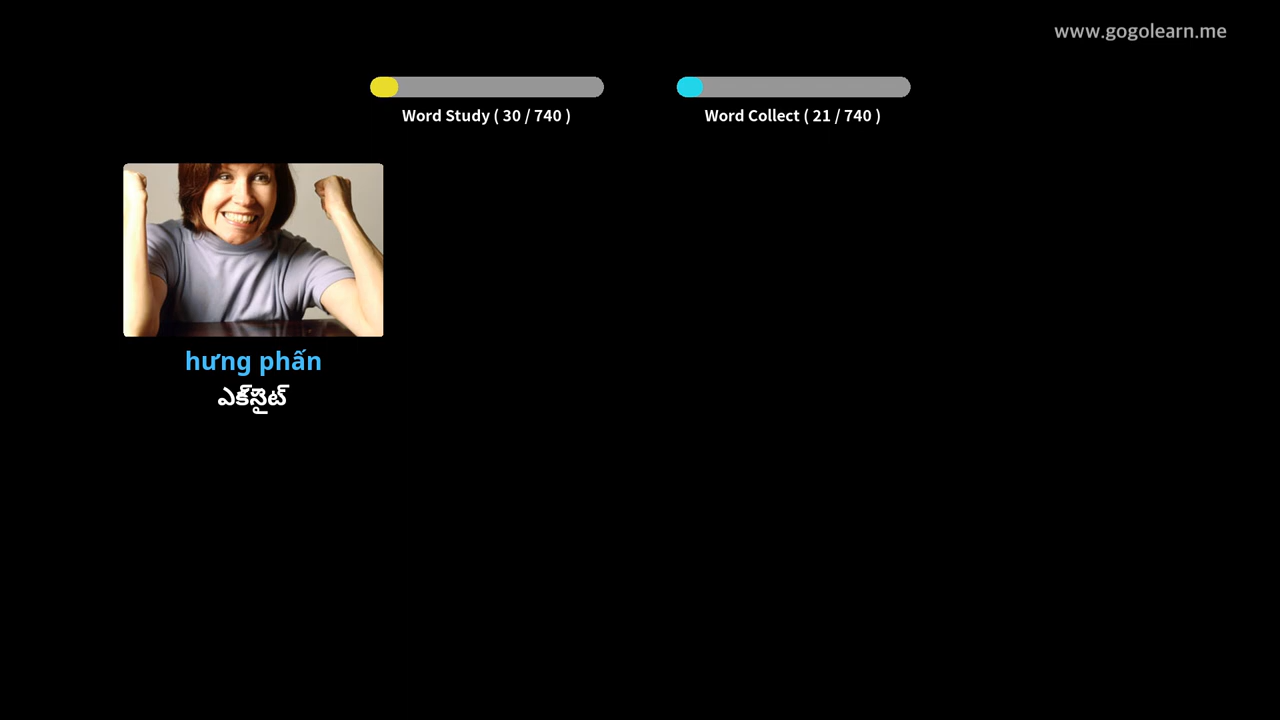 www.gogolearn.me
Word Study ( 30 / 740 )
Word Collect ( 21 / 740 )
hưng phấn
ఎక్‌సైట్